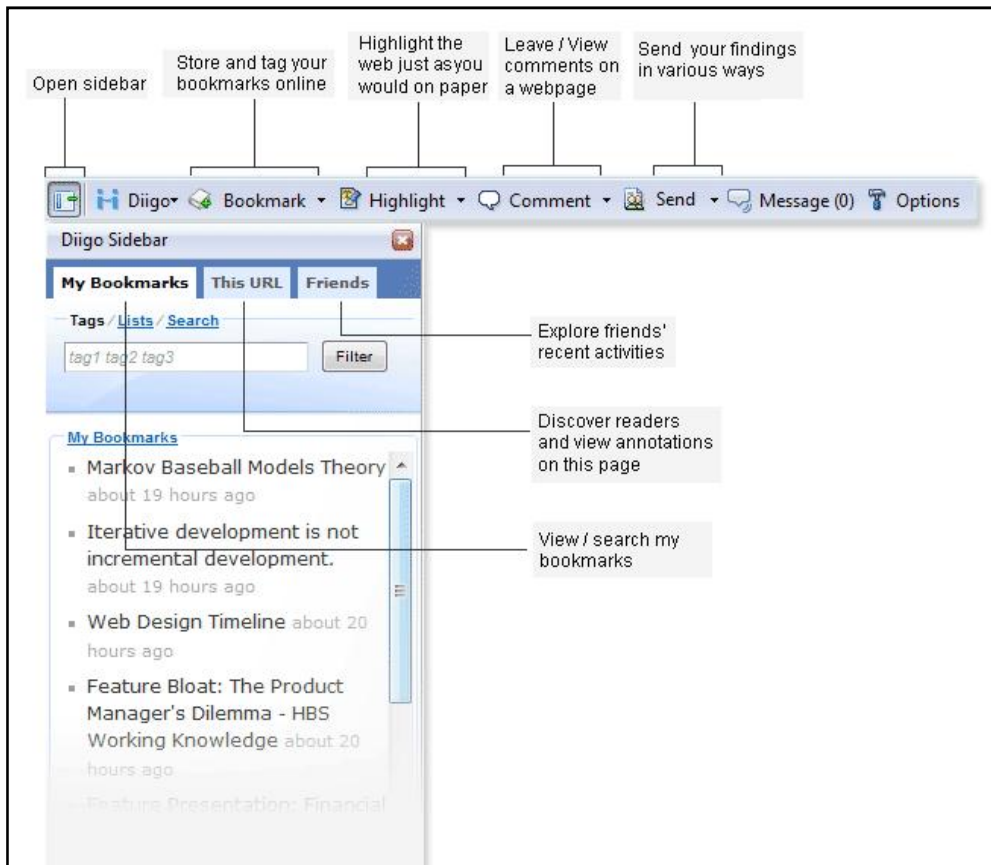 Open sidebar
Store and tag your
bookmarks online
Highlight the
web just asyou
would on paper
Leave / View
comments on
a webpage
Send your findings
in various ways
Diigo Bookmark Highlight Comment Send Message (0) Options
Diigo Sidebar
My Bookmarks This URL Friends
Tags / Lists / Search
tag1 tag2 tag3 Filter
Explore friends'
recent activities
Discover readers
and view annotations
on this page
View / search my
bookmarks
My Bookmarks
Markov Baseball Models Theory
about 19 hours ago
Iterative development is not
incremental development.
about 19 hours ago
Web Design Timeline about 20
hours ago
Feature Bloat: The Product
Manager's Dilemma - HBS
Working Knowledge about 20
hours ago
Feature Presentation: Financial